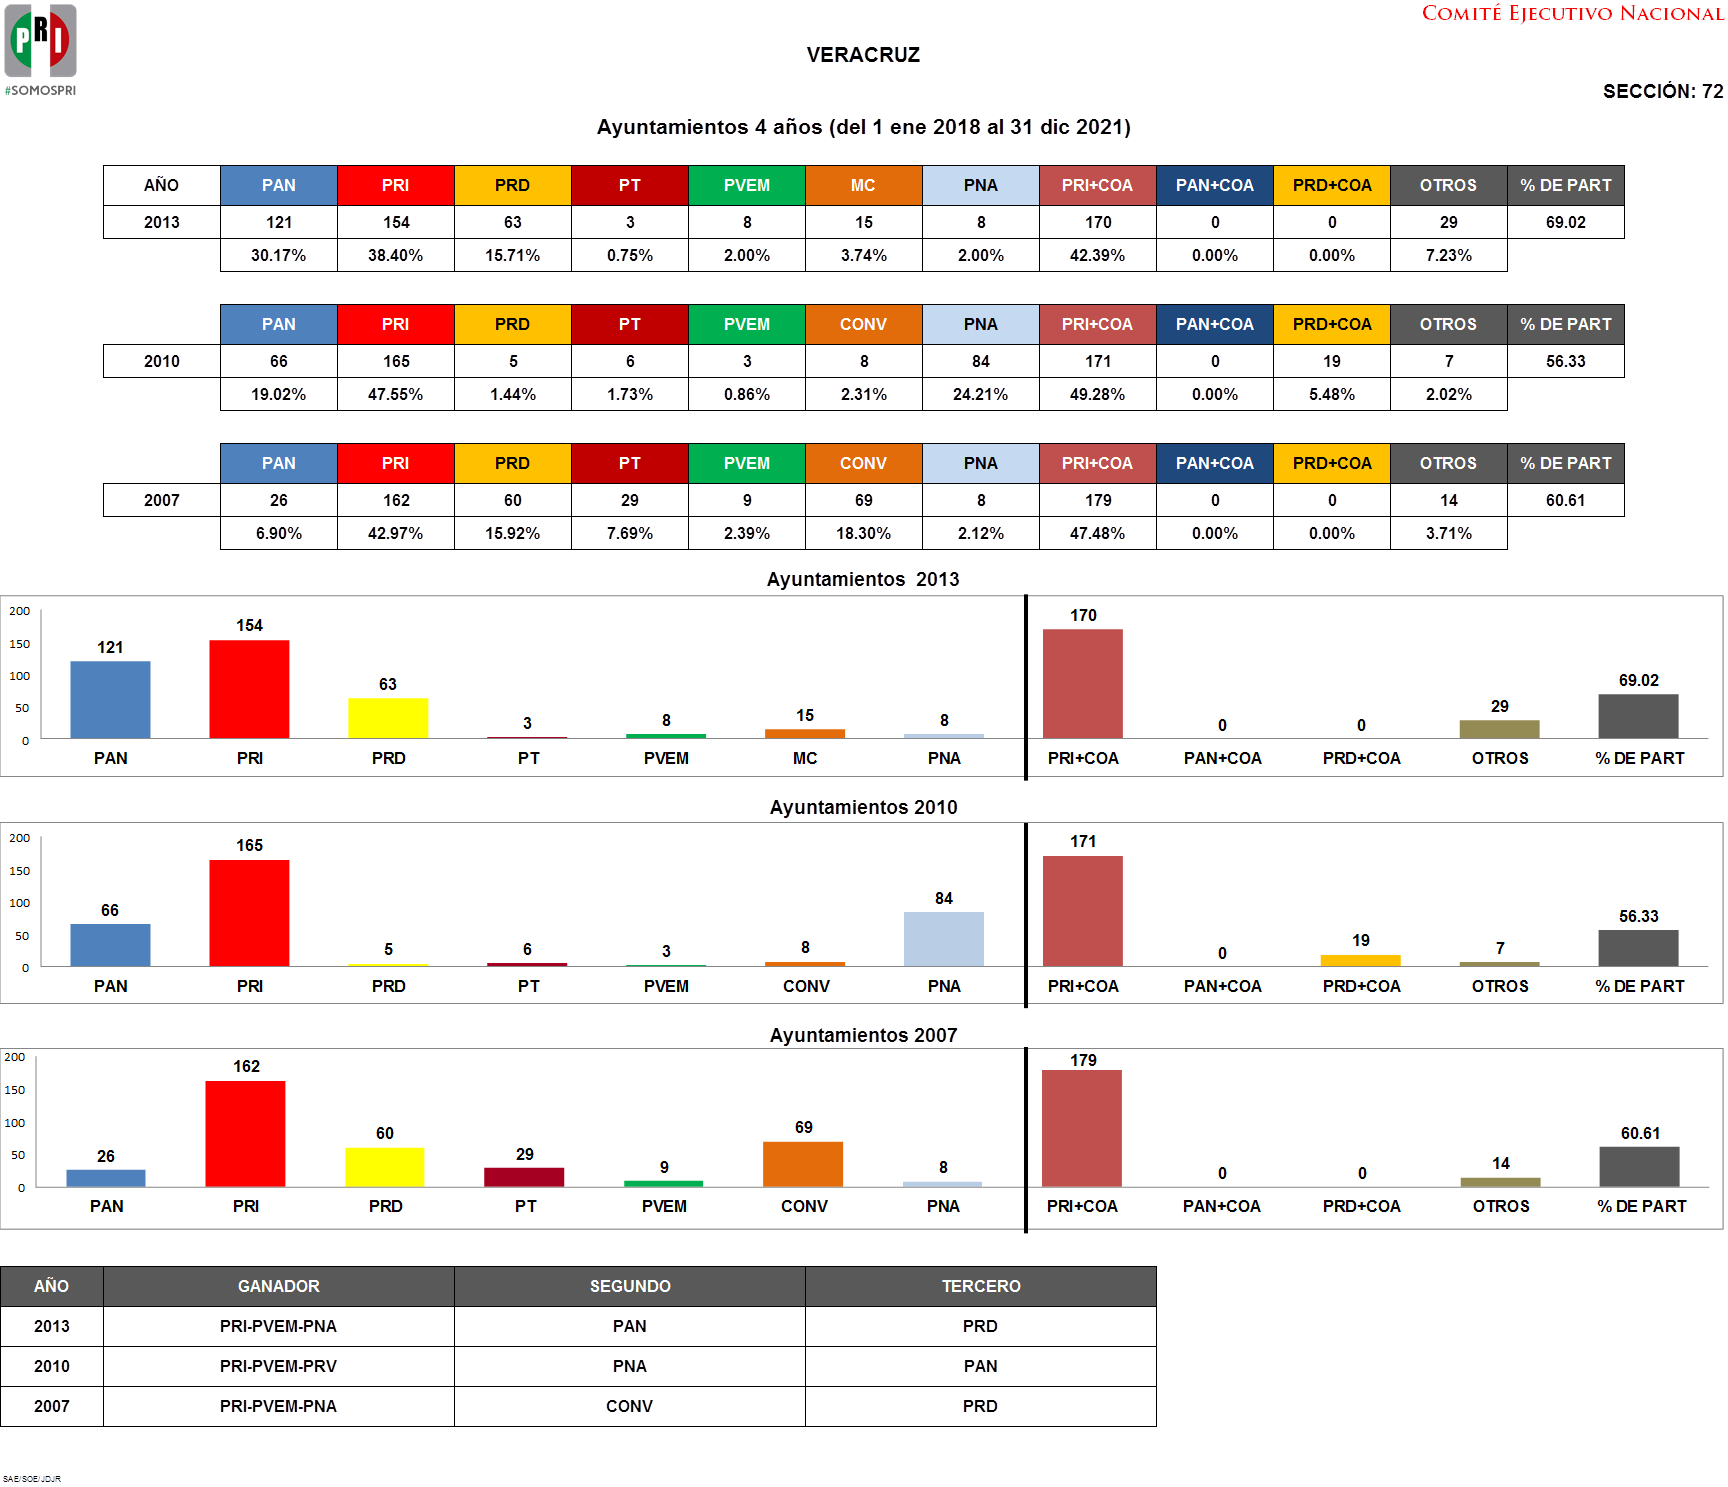 PRI
#SOMOSPRI
COMITÉ EJECUTIVO NACIONAL
VERACRUZ
SECCIÓN: 72
Ayuntamientos 4 años (del 1 ene 2018 al 31 dic 2021)
AÑO PAN PRI PRD PT PVEM MC PNA PRI+COA PAN+COA PRD+COA OTROS % DE PART
2013 121 154 63 3 8 15 8 170 0 0 29 69.02
30.17% 38.40% 15.71% 0.75% 2.00% 3.74% 2.00% 42.39% 0.00% 0.00% 7.23%
PAN PRI PRD PT PVEM CONV PNA PRI+COA PAN+COA PRD+COA OTROS % DE PART
2010 66 165 5 6 3 8 84 171 0 19 7 56.33
19.02% 47.55% 1.44% 1.73% 0.86% 2.31% 24.21% 49.28% 0.00% 5.48% 2.02%
PAN PRI PRD PT PVEM CONV PNA PRI+COA PAN+COA PRD+COA OTROS % DE PART
2007 26 162 60 29 9 69 8 179 0 0 14 60.61
6.90% 42.97% 15.92% 7.69% 2.39% 18.30% 2.12% 47.48% 0.00% 0.00% 3.71%
Ayuntamientos 2013
200
150
100
50
0
121 154 63 3 8 15 8 170 0 0 29 69.02
PAN PRI PRD PT PVEM MC PNA PRI+COA PAN+COA PRD+COA OTROS % DE PART
Ayuntamientos 2010
200
150
100
50
0
66 165 5 6 3 8 84 171 0 19 7 56.33
PAN PRI PRD PT PVEM CONV PNA PRI+COA PAN+COA PRD+COA OTROS % DE PART
Ayuntamientos 2007
200
150
100
50
0
26 162 60 29 9 69 8 179 0 0 14 60.61
PAN PRI PRD PT PVEM CONV PNA PRI+COA PAN+COA PRD+COA OTROS % DE PART
AÑO GANADOR SEGUNDO TERCERO
2013 PRI-PVEM-PNA PAN PRD
2010 PRI-PVEM-PRV PNA PAN
2007 PRI-PVEM-PNA CONV PRD
SAE/SOE/JDJR